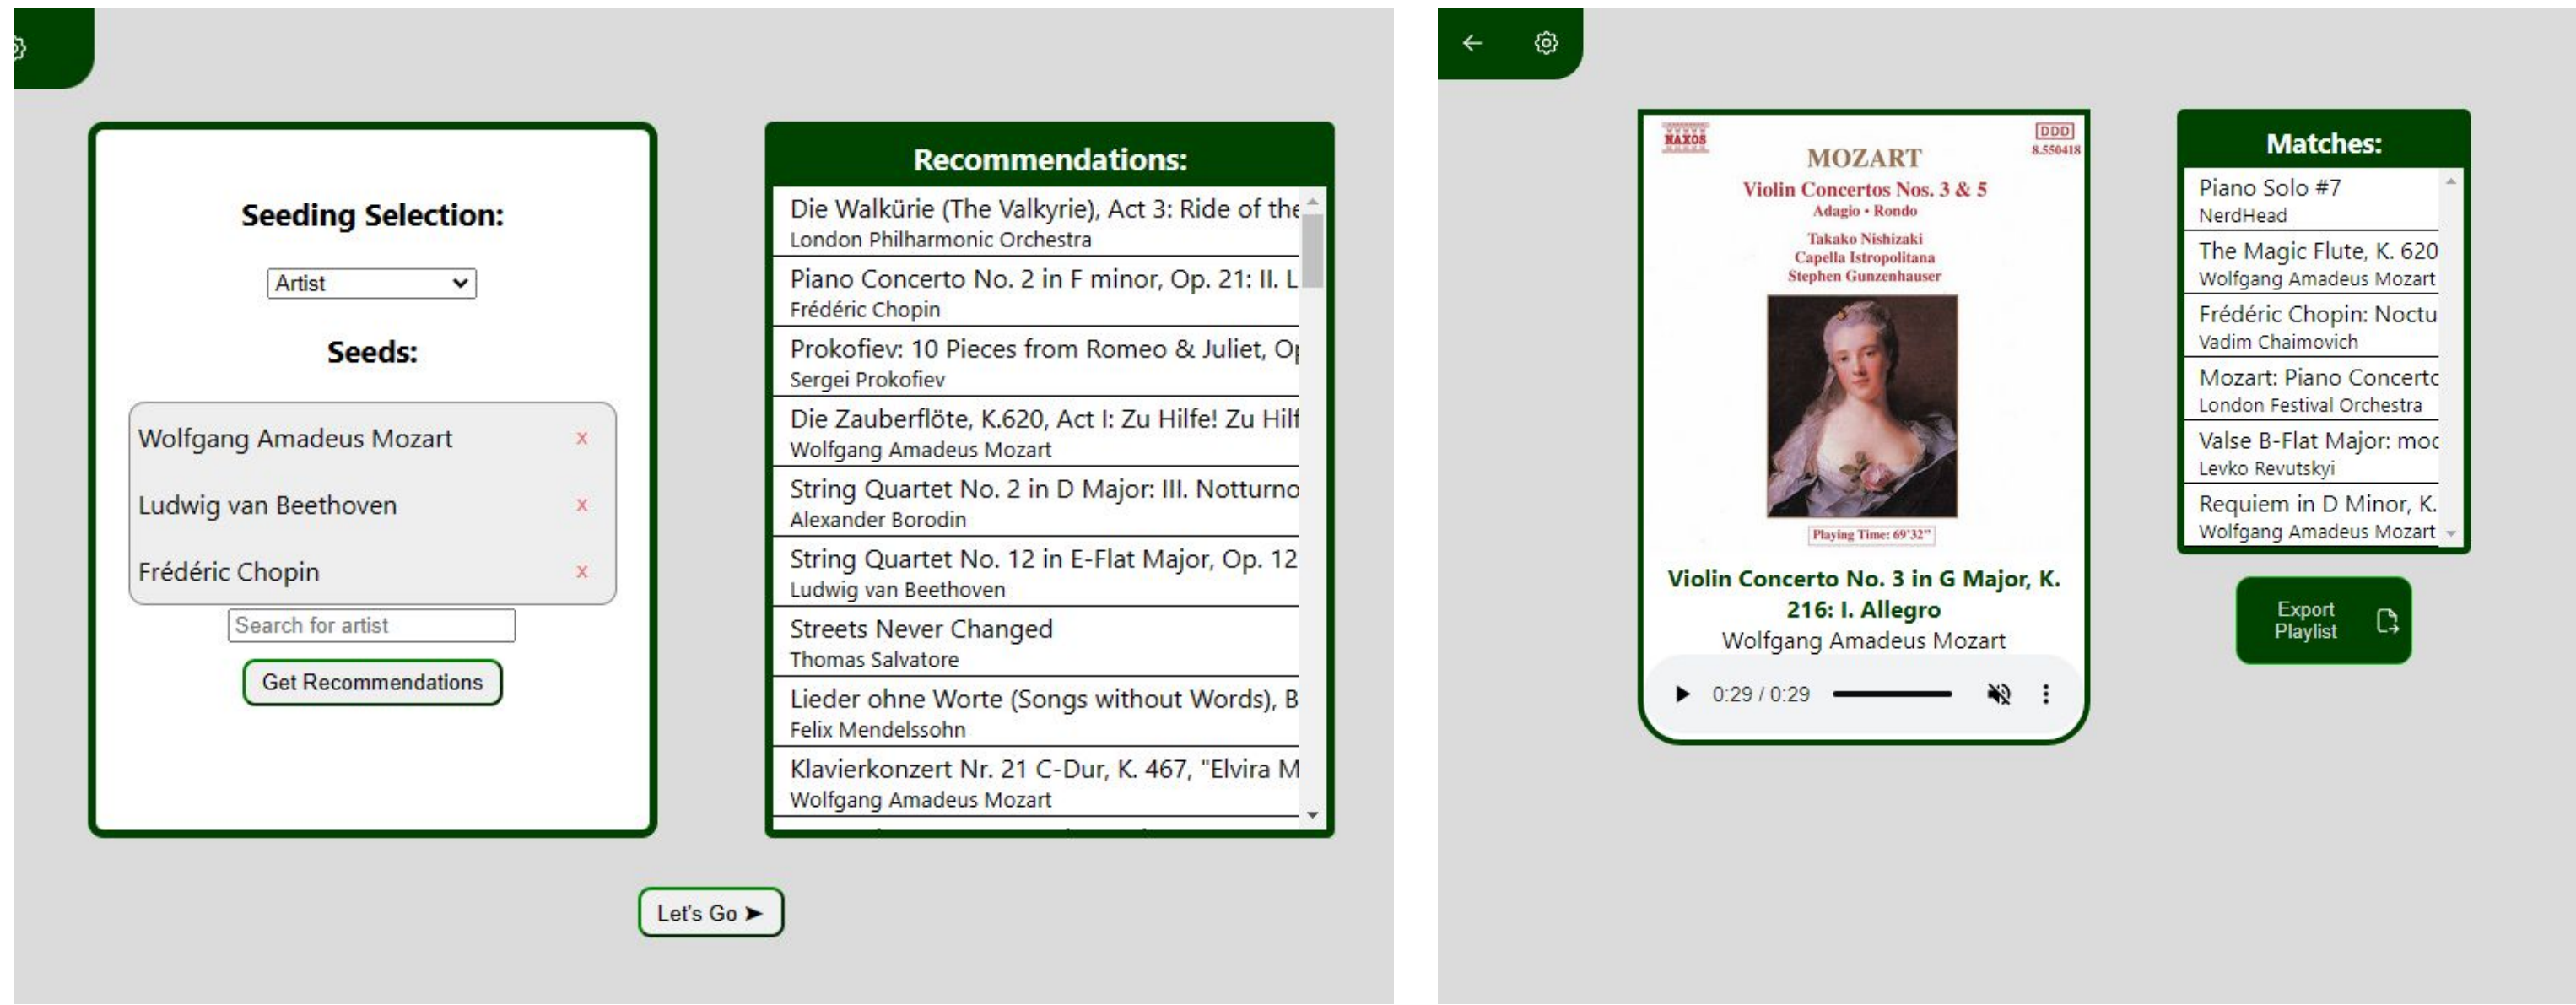 Seeding Selection:
Artist
Seeds:
Wolfgang Amadeus Mozart x
Ludwig van Beethoven x
Frédéric Chopin x
Search for artist
Get Recommendations
Recommendations:
Die Walkürie (The Valkyrie), Act 3: Ride of the
London Philharmonic Orchestra
Piano Concerto No. 2 in F minor, Op. 21: II. L
Frédéric Chopin
Prokofiev: 10 Pieces from Romeo & Juliet, Op
Sergei Prokofiev
Die Zauberflöte, K.620, Act I: Zu Hilfe! Zu Hilf
Wolfgang Amadeus Mozart
String Quartet No. 2 in D Major: III. Notturno
Alexander Borodin
String Quartet No. 12 in E-Flat Major, Op. 12
Ludwig van Beethoven
Streets Never Changed
Thomas Salvatore
Lieder ohne Worte (Songs without Words), B
Felix Mendelssohn
Klavierkonzert Nr. 21 C-Dur, K. 467, "Elvira M
Wolfgang Amadeus Mozart
Let's Go ➤
NAXOS
DDD
8.550418
MOZART
Violin Concertos Nos. 3 & 5
Adagio • Rondo
Takako Nishizaki
Capella Istropolitana
Stephen Gunzenhauser
Playing Time: 69'32"
Violin Concerto No. 3 in G Major, K.
216: I. Allegro
Wolfgang Amadeus Mozart
0:29 / 0:29
Matches:
Piano Solo #7
NerdHead
The Magic Flute, K. 620
Wolfgang Amadeus Mozart
Frédéric Chopin: Noctu
Vadim Chaimovich
Mozart: Piano Concerto
London Festival Orchestra
Valse B-Flat Major: moc
Levko Revutskyi
Requiem in D Minor, K.
Wolfgang Amadeus Mozart
Export
Playlist